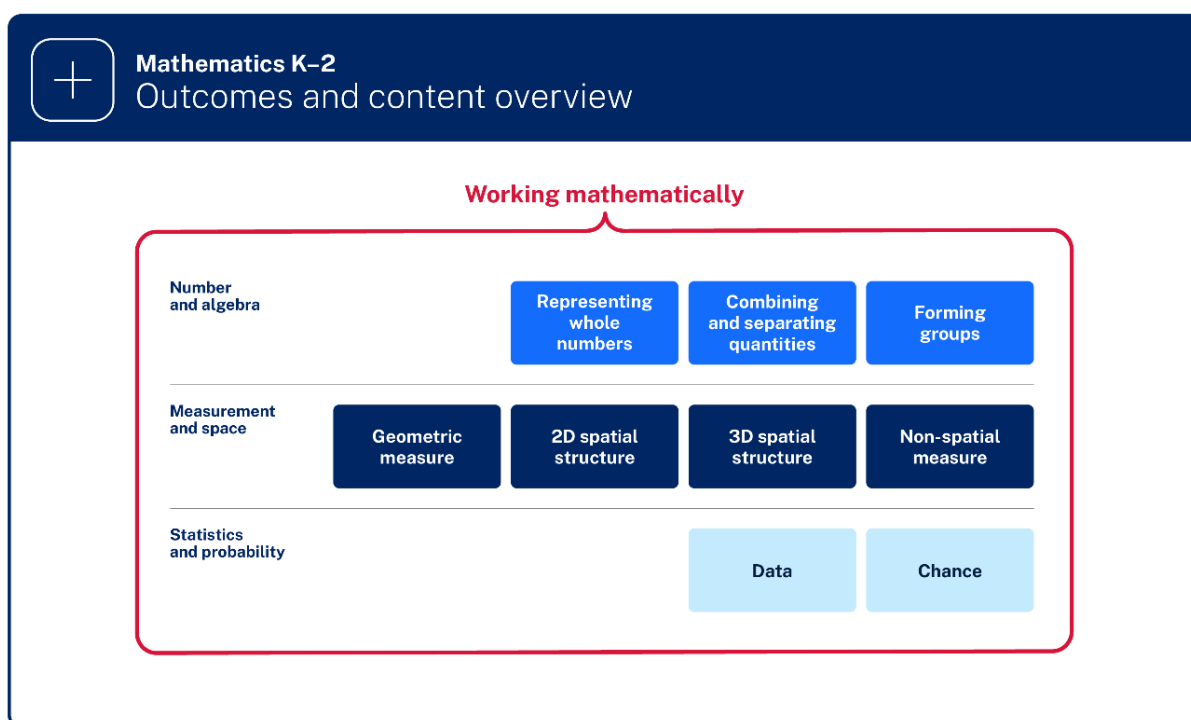 Mathematics K–2
Outcomes and content overview
Working mathematically
Number
and algebra
Representing
whole
numbers
Combining
and separating
quantities
Forming
groups
Measurement
and space
Geometric
measure
2D spatial
structure
3D spatial
structure
Non-spatial
measure
Statistics
and probability
Data
Chance